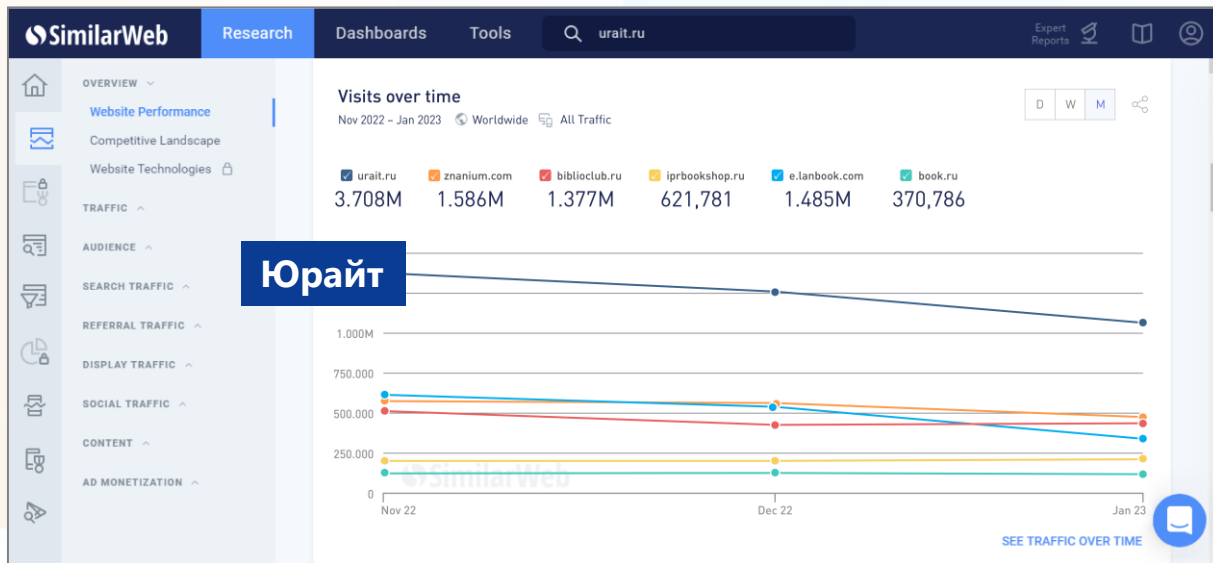 SimilarWeb
Research
Dashboards
Tools
urait.ru
Expert
Reports
OVERVIEW
Website Performance
Competitive Landscape
Website Technologies
TRAFFIC
AUDIENCE
SEARCH TRAFFIC
REFERRAL TRAFFIC
DISPLAY TRAFFIC
SOCIAL TRAFFIC
CONTENT
AD MONETIZATION
Visits over time
Nov 2022 – Jan 2023 Worldwide All Traffic
D W M
urait.ru znanium.com biblioclub.ru iprbookshop.ru e.lanbook.com book.ru
3.708M 1.586M 1.377M 621,781 1.485M 370,786
Юрайт
1.000M
750.000
500.000
250.000
0
SimilarWeb
Nov 22 Dec 22 Jan 23
SEE TRAFFIC OVER TIME